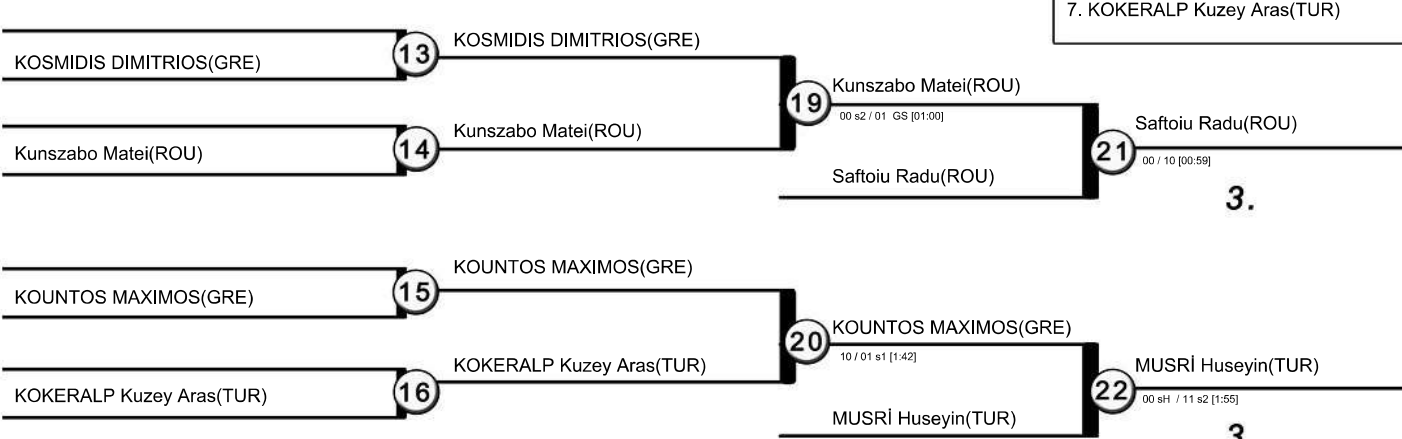 7. KOKERALP Kuzey Aras(TUR)
KOSMIDIS DIMITRIOS(GRE)
13
KOSMIDIS DIMITRIOS(GRE)
Kunszabo Matei(ROU)
14
Kunszabo Matei(ROU)
19
Kunszabo Matei(ROU)
00 s2 / 01 GS [01:00]
Saftoiu Radu(ROU)
21
Saftoiu Radu(ROU)
00 / 10 [00:59]
3.
KOUNTOS MAXIMOS(GRE)
15
KOUNTOS MAXIMOS(GRE)
KOKERALP Kuzey Aras(TUR)
16
KOKERALP Kuzey Aras(TUR)
20
KOUNTOS MAXIMOS(GRE)
10 / 01 s1 [1:42]
MUSRİ Huseyin(TUR)
22
MUSRİ Huseyin(TUR)
00 sH / 11 s2 [1:55]
3